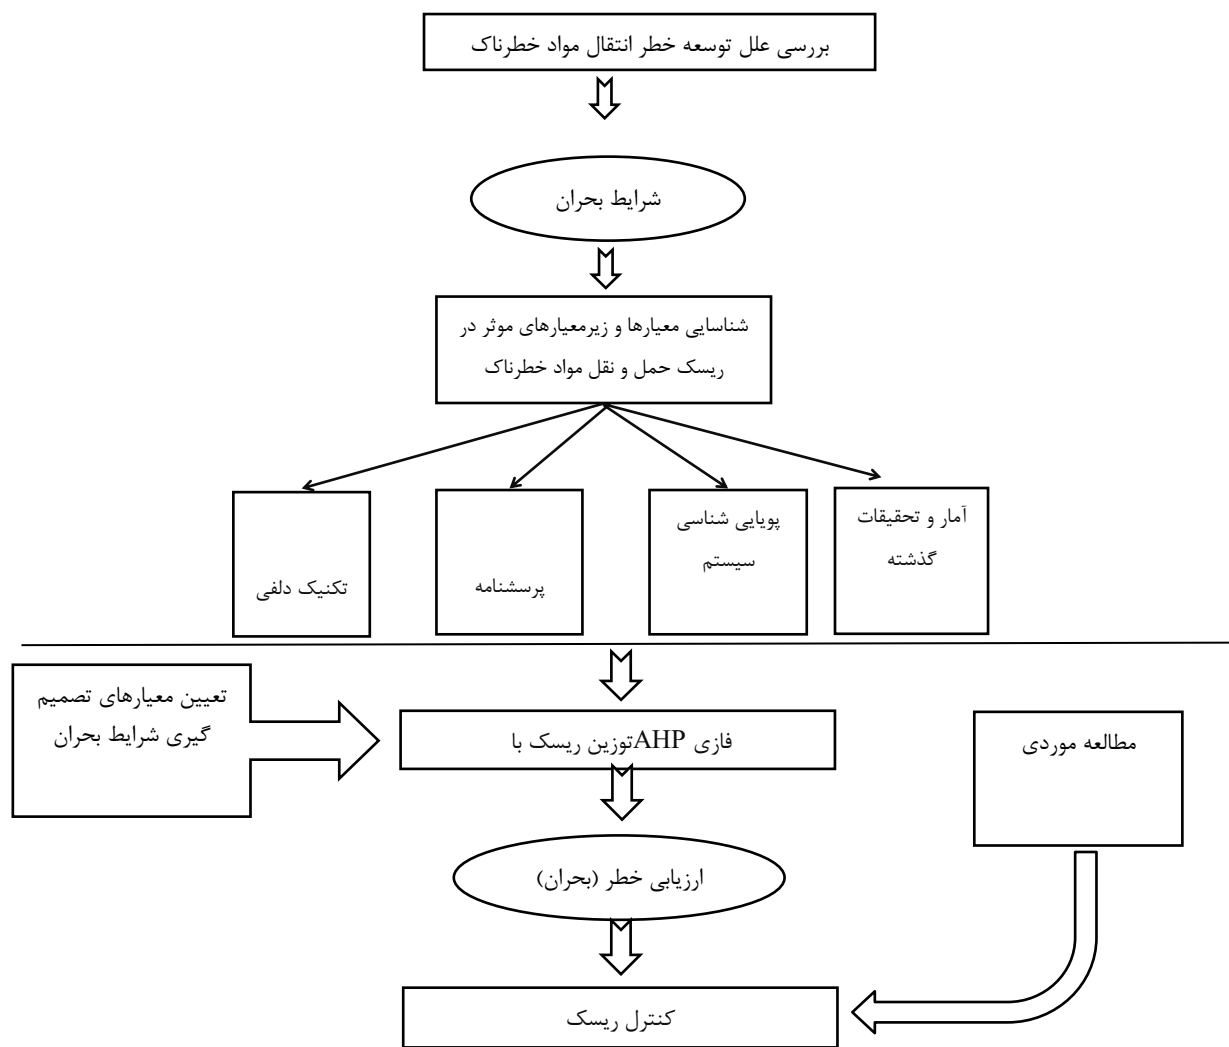 بررسی علل توسعه خطر انتقال مواد خطرناک
شرایط بحران
شناسایی معیارها و زیرمعیارهای موثر در
ریسک حمل و نقل مواد خطرناک
آمار و تحقیقات
گذشته
پویایی شناسی
سیستم
پرسشنامه
تکنیک دلفی
تعیین معیارهای تصمیم
گیری شرایط بحران
فازی AHPتوزین ریسک با
مطالعه موردی
ارزیابی خطر (بحران)
کنترل ریسک